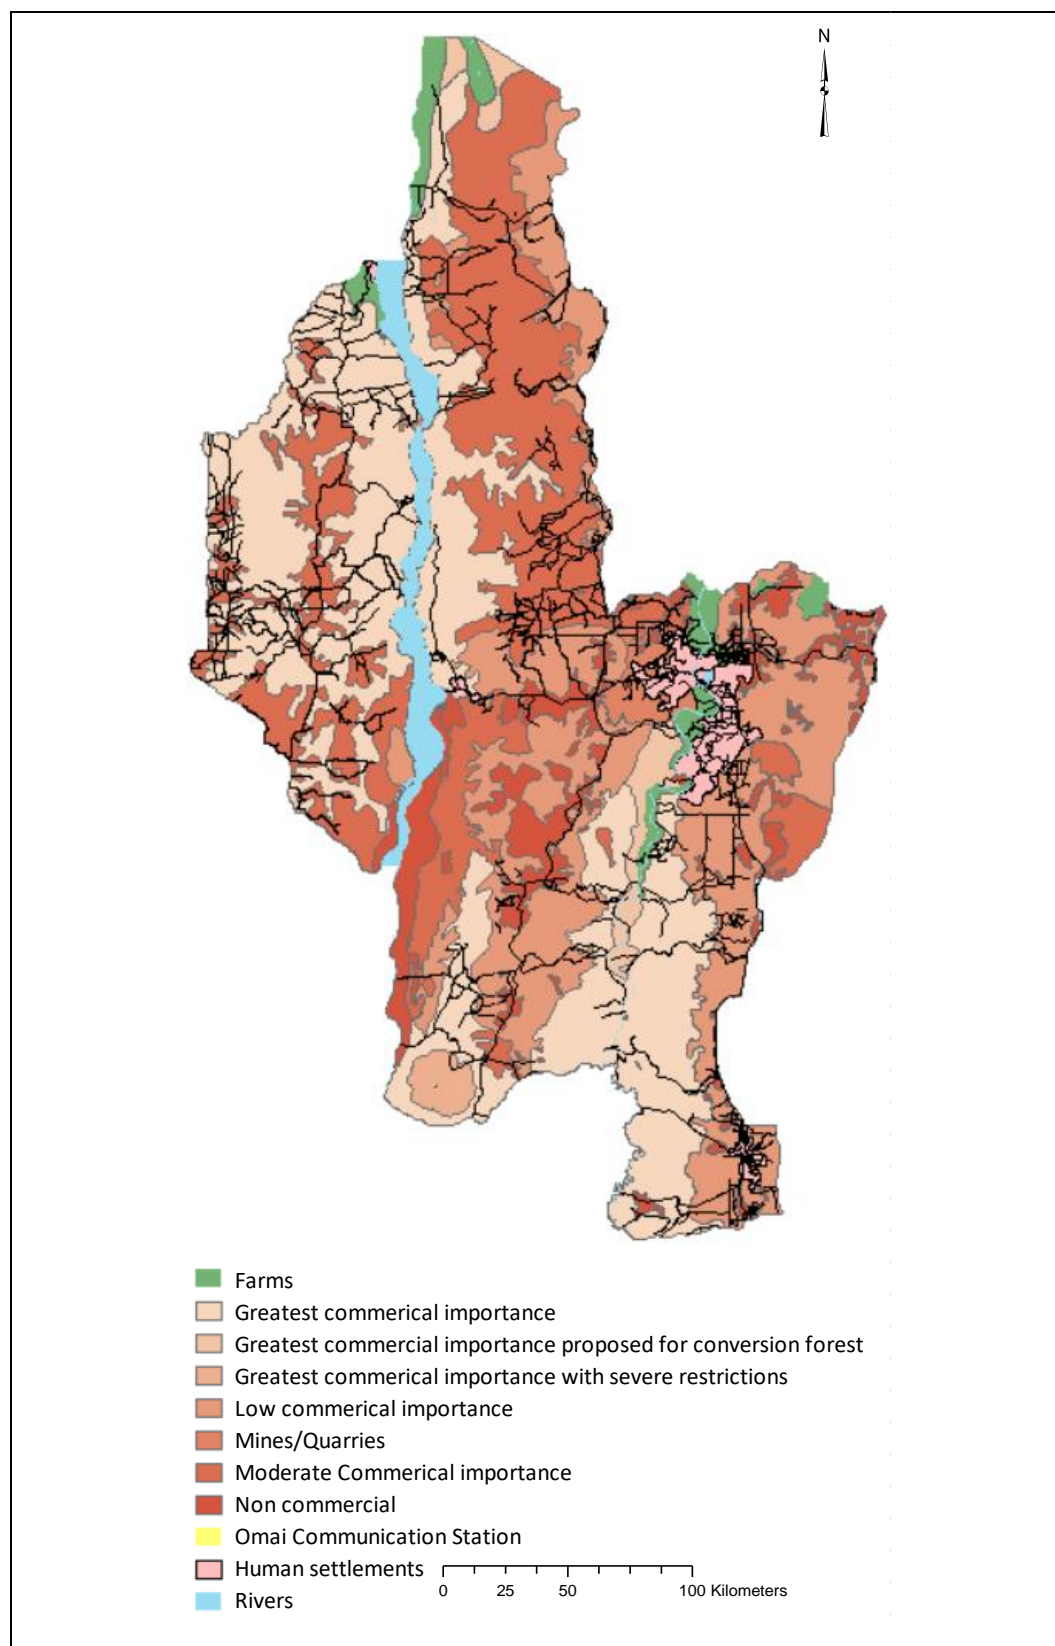 N
Farms
Greatest commerical importance
Greatest commercial importance proposed for conversion forest
Greatest commerical importance with severe restrictions
Low commerical importance
Mines/Quarries
Moderate Commerical importance
Non commercial
Omai Communication Station
Human settlements
0 25 50 100 Kilometers
Rivers